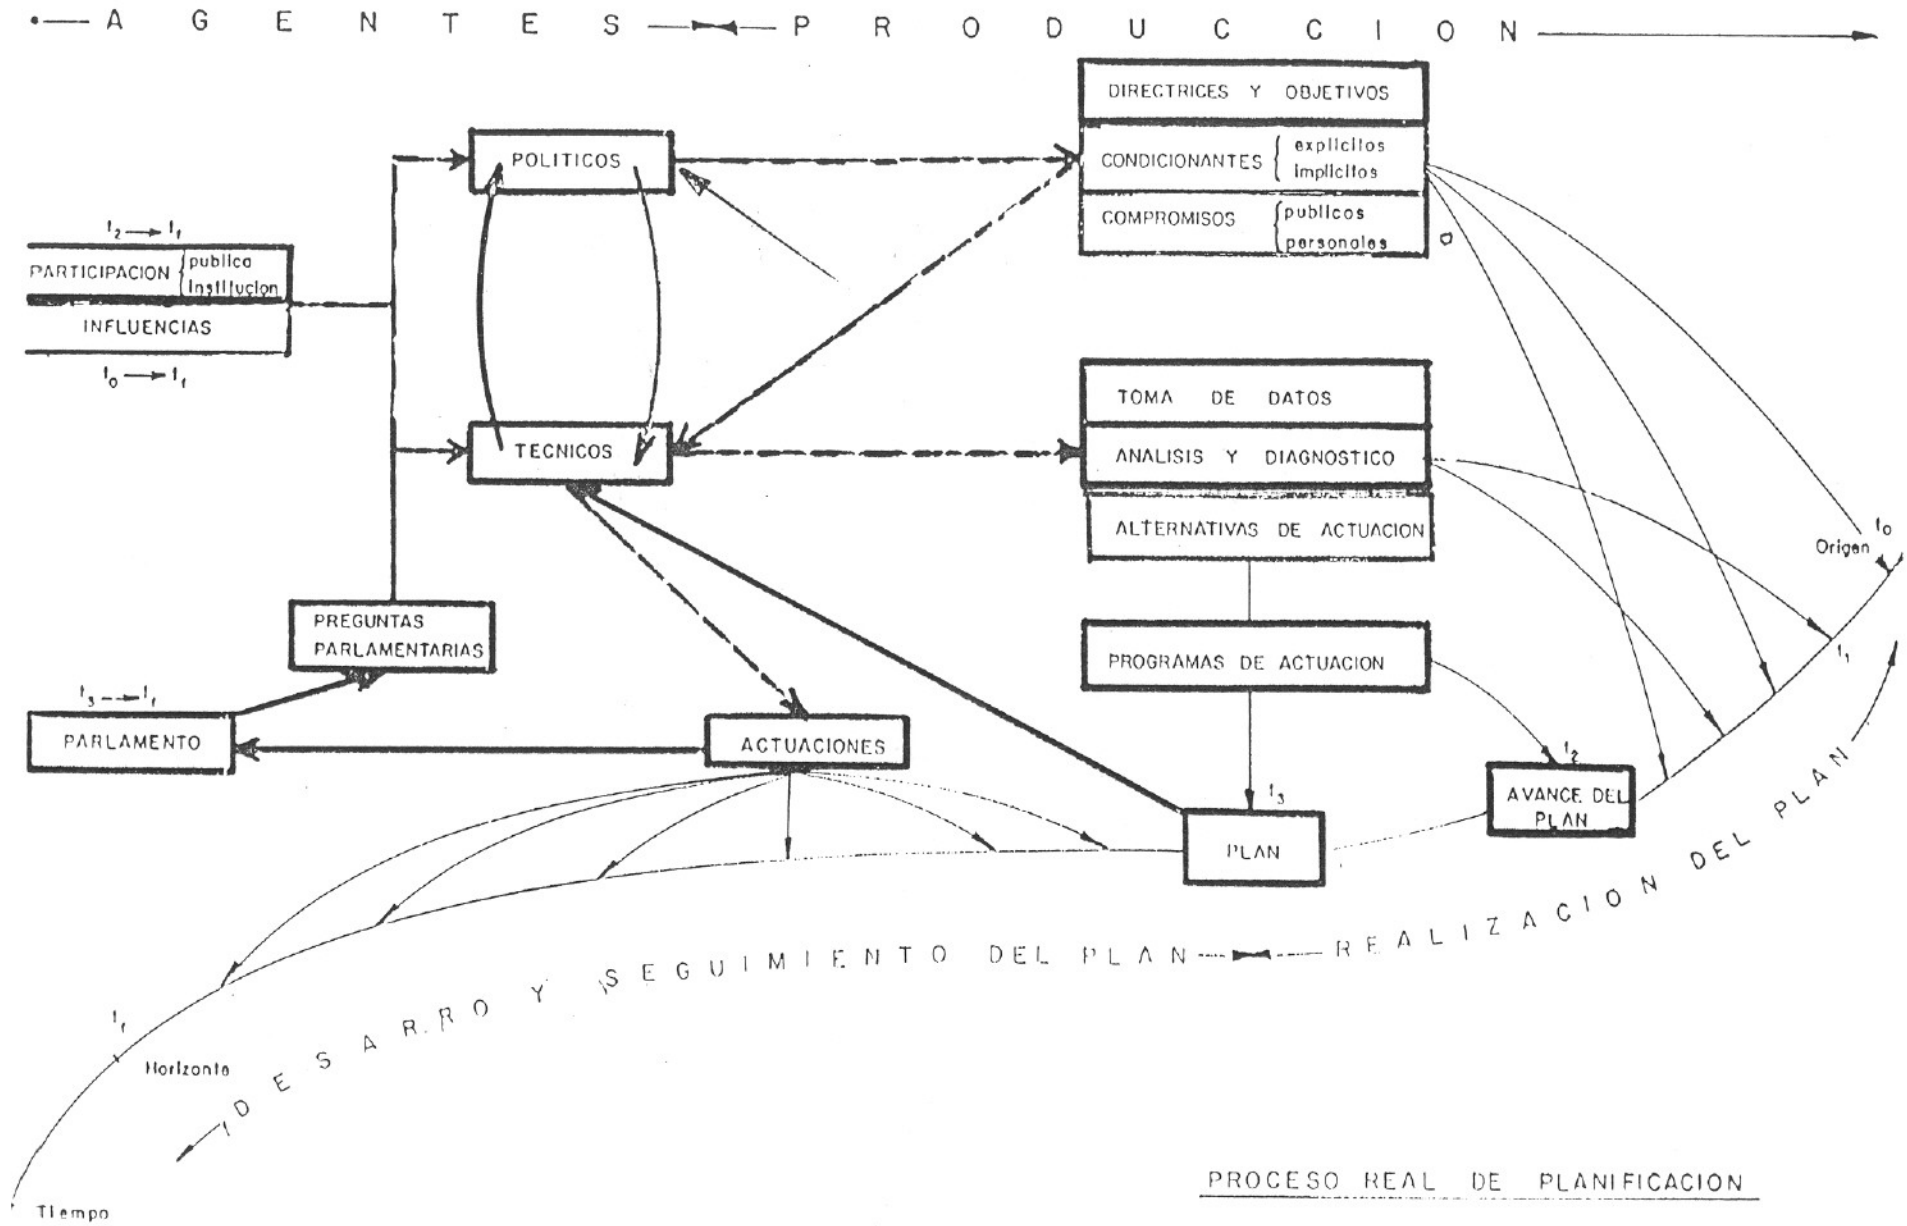 AGENTES PRODUCCION
DIRECTRICES Y OBJETIVOS
POLITICOS
CONDICIONANTES { explicitos
implicitos
COMPROMISOS { publicos
personales
t₂ → t₁
PARTICIPACION { publica
institucion
INFLUENCIAS
t₀ → t₁
TOMA DE DATOS
TECNICOS
ANALISIS Y DIAGNOSTICO
ALTERNATIVAS DE ACTUACION
t₀
Origen
PREGUNTAS
PARLAMENTARIAS
PROGRAMAS DE ACTUACION
t₁
t₃ → t₁
PARLAMENTO
ACTUACIONES
t₂
AVANCE DEL
PLAN
t₃
PLAN
REALIZACION DEL PLAN
DESARRO Y SEGUIMIENTO DEL PLAN
t₁
Horizonte
Tiempo
PROCESO REAL DE PLANIFICACION